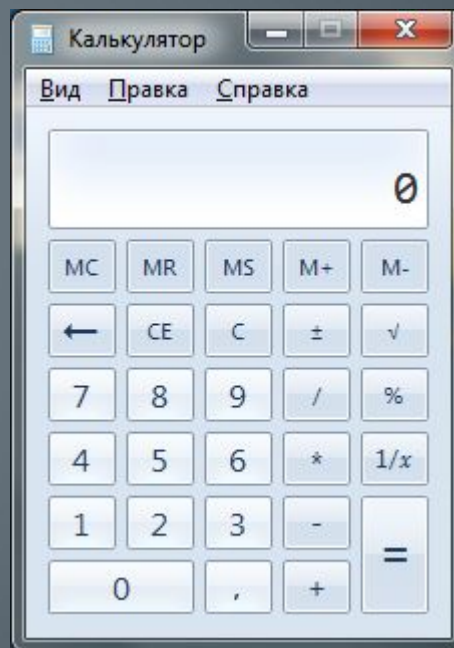 Калькулятор
Вид Правка Справка
0
MC MR MS M+ M-
← CE C ± √
7 8 9 / %
4 5 6 * 1/x
1 2 3 - =
0 , +